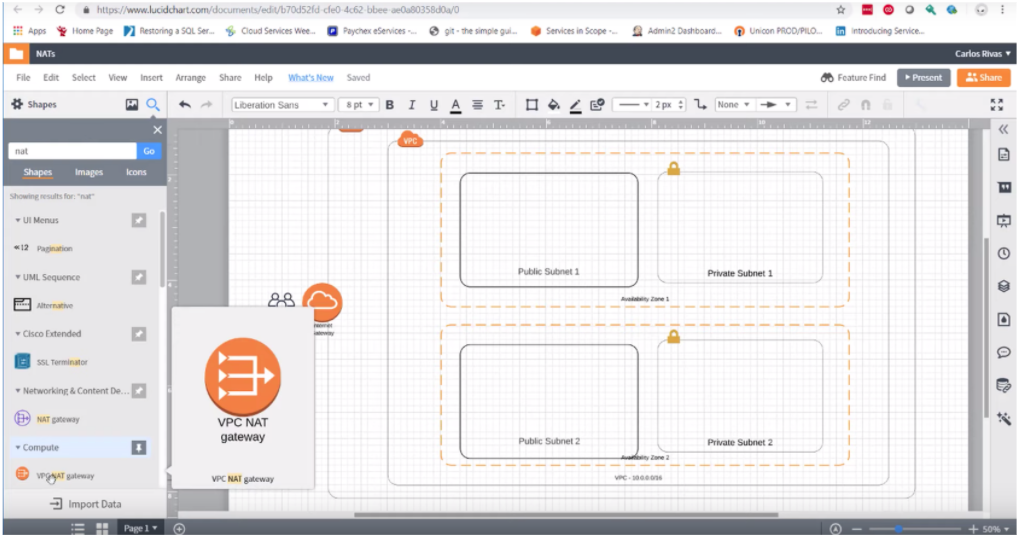 https://www.lucidchart.com/documents/edit/b70d52fd-cfe0-4c62-bbee-ae0a80358d0a/0
Apps Home Page Restoring a SQL Ser... Cloud Services Wee... Paychex eServices -... git - the simple gui... Services in Scope -... Admin2 Dashboard... Unicon PROD/PILO... Introducing Service...
NATs Carlos Rivas
File Edit Select View Insert Arrange Share Help What's New Saved Feature Find Present Share
Shapes Liberation Sans 8 pt B I U A T 2 px None
nat Go
Shapes Images Icons
Showing results for: "nat"
UI Menus
Pagination
UML Sequence
Alternative
Cisco Extended
SSL Terminator
Networking & Content De...
NAT gateway
Compute
VPC NAT gateway
Import Data
Page 1
VPC NAT
gateway
VPC NAT gateway
VPC
Public Subnet 1
Private Subnet 1
Availability Zone 1
Public Subnet 2
Private Subnet 2
Availability Zone 2
VPC - 10.0.0.0/16
50%